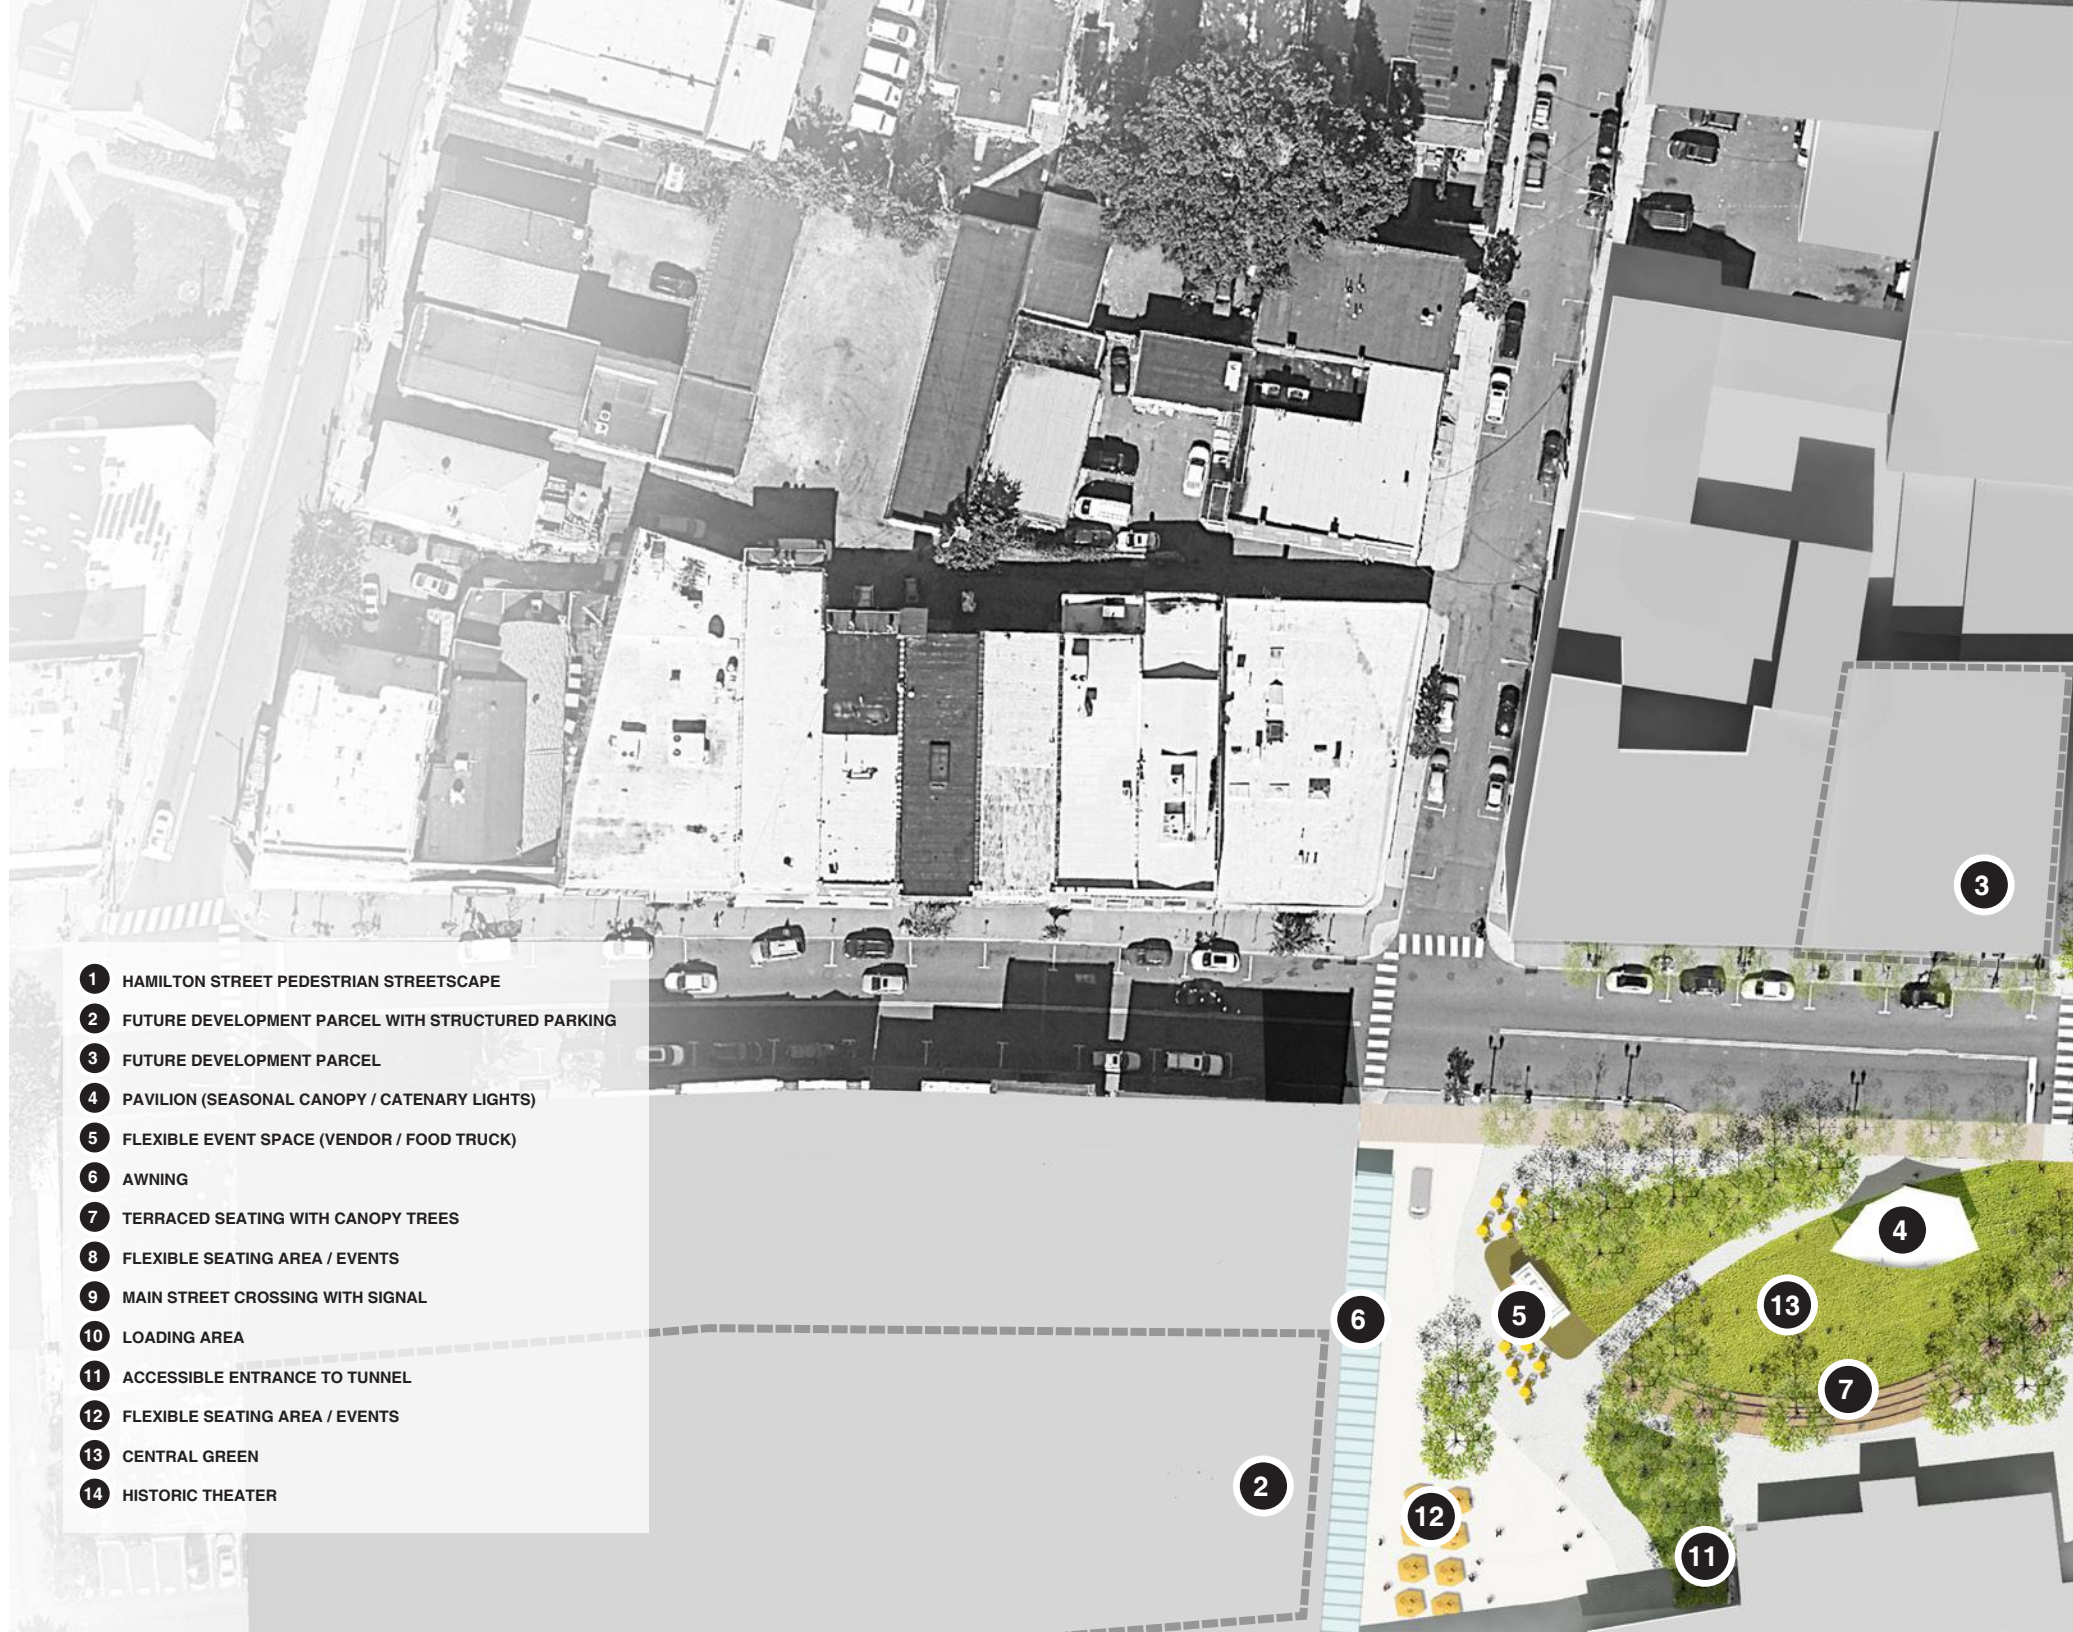 1 HAMILTON STREET PEDESTRIAN STREETSCAPE
2 FUTURE DEVELOPMENT PARCEL WITH STRUCTURED PARKING
3 FUTURE DEVELOPMENT PARCEL
4 PAVILION (SEASONAL CANOPY / CATENARY LIGHTS)
5 FLEXIBLE EVENT SPACE (VENDOR / FOOD TRUCK)
6 AWNING
7 TERRACED SEATING WITH CANOPY TREES
8 FLEXIBLE SEATING AREA / EVENTS
9 MAIN STREET CROSSING WITH SIGNAL
10 LOADING AREA
11 ACCESSIBLE ENTRANCE TO TUNNEL
12 FLEXIBLE SEATING AREA / EVENTS
13 CENTRAL GREEN
14 HISTORIC THEATER
3
4
13
6
5
7
2
12
11